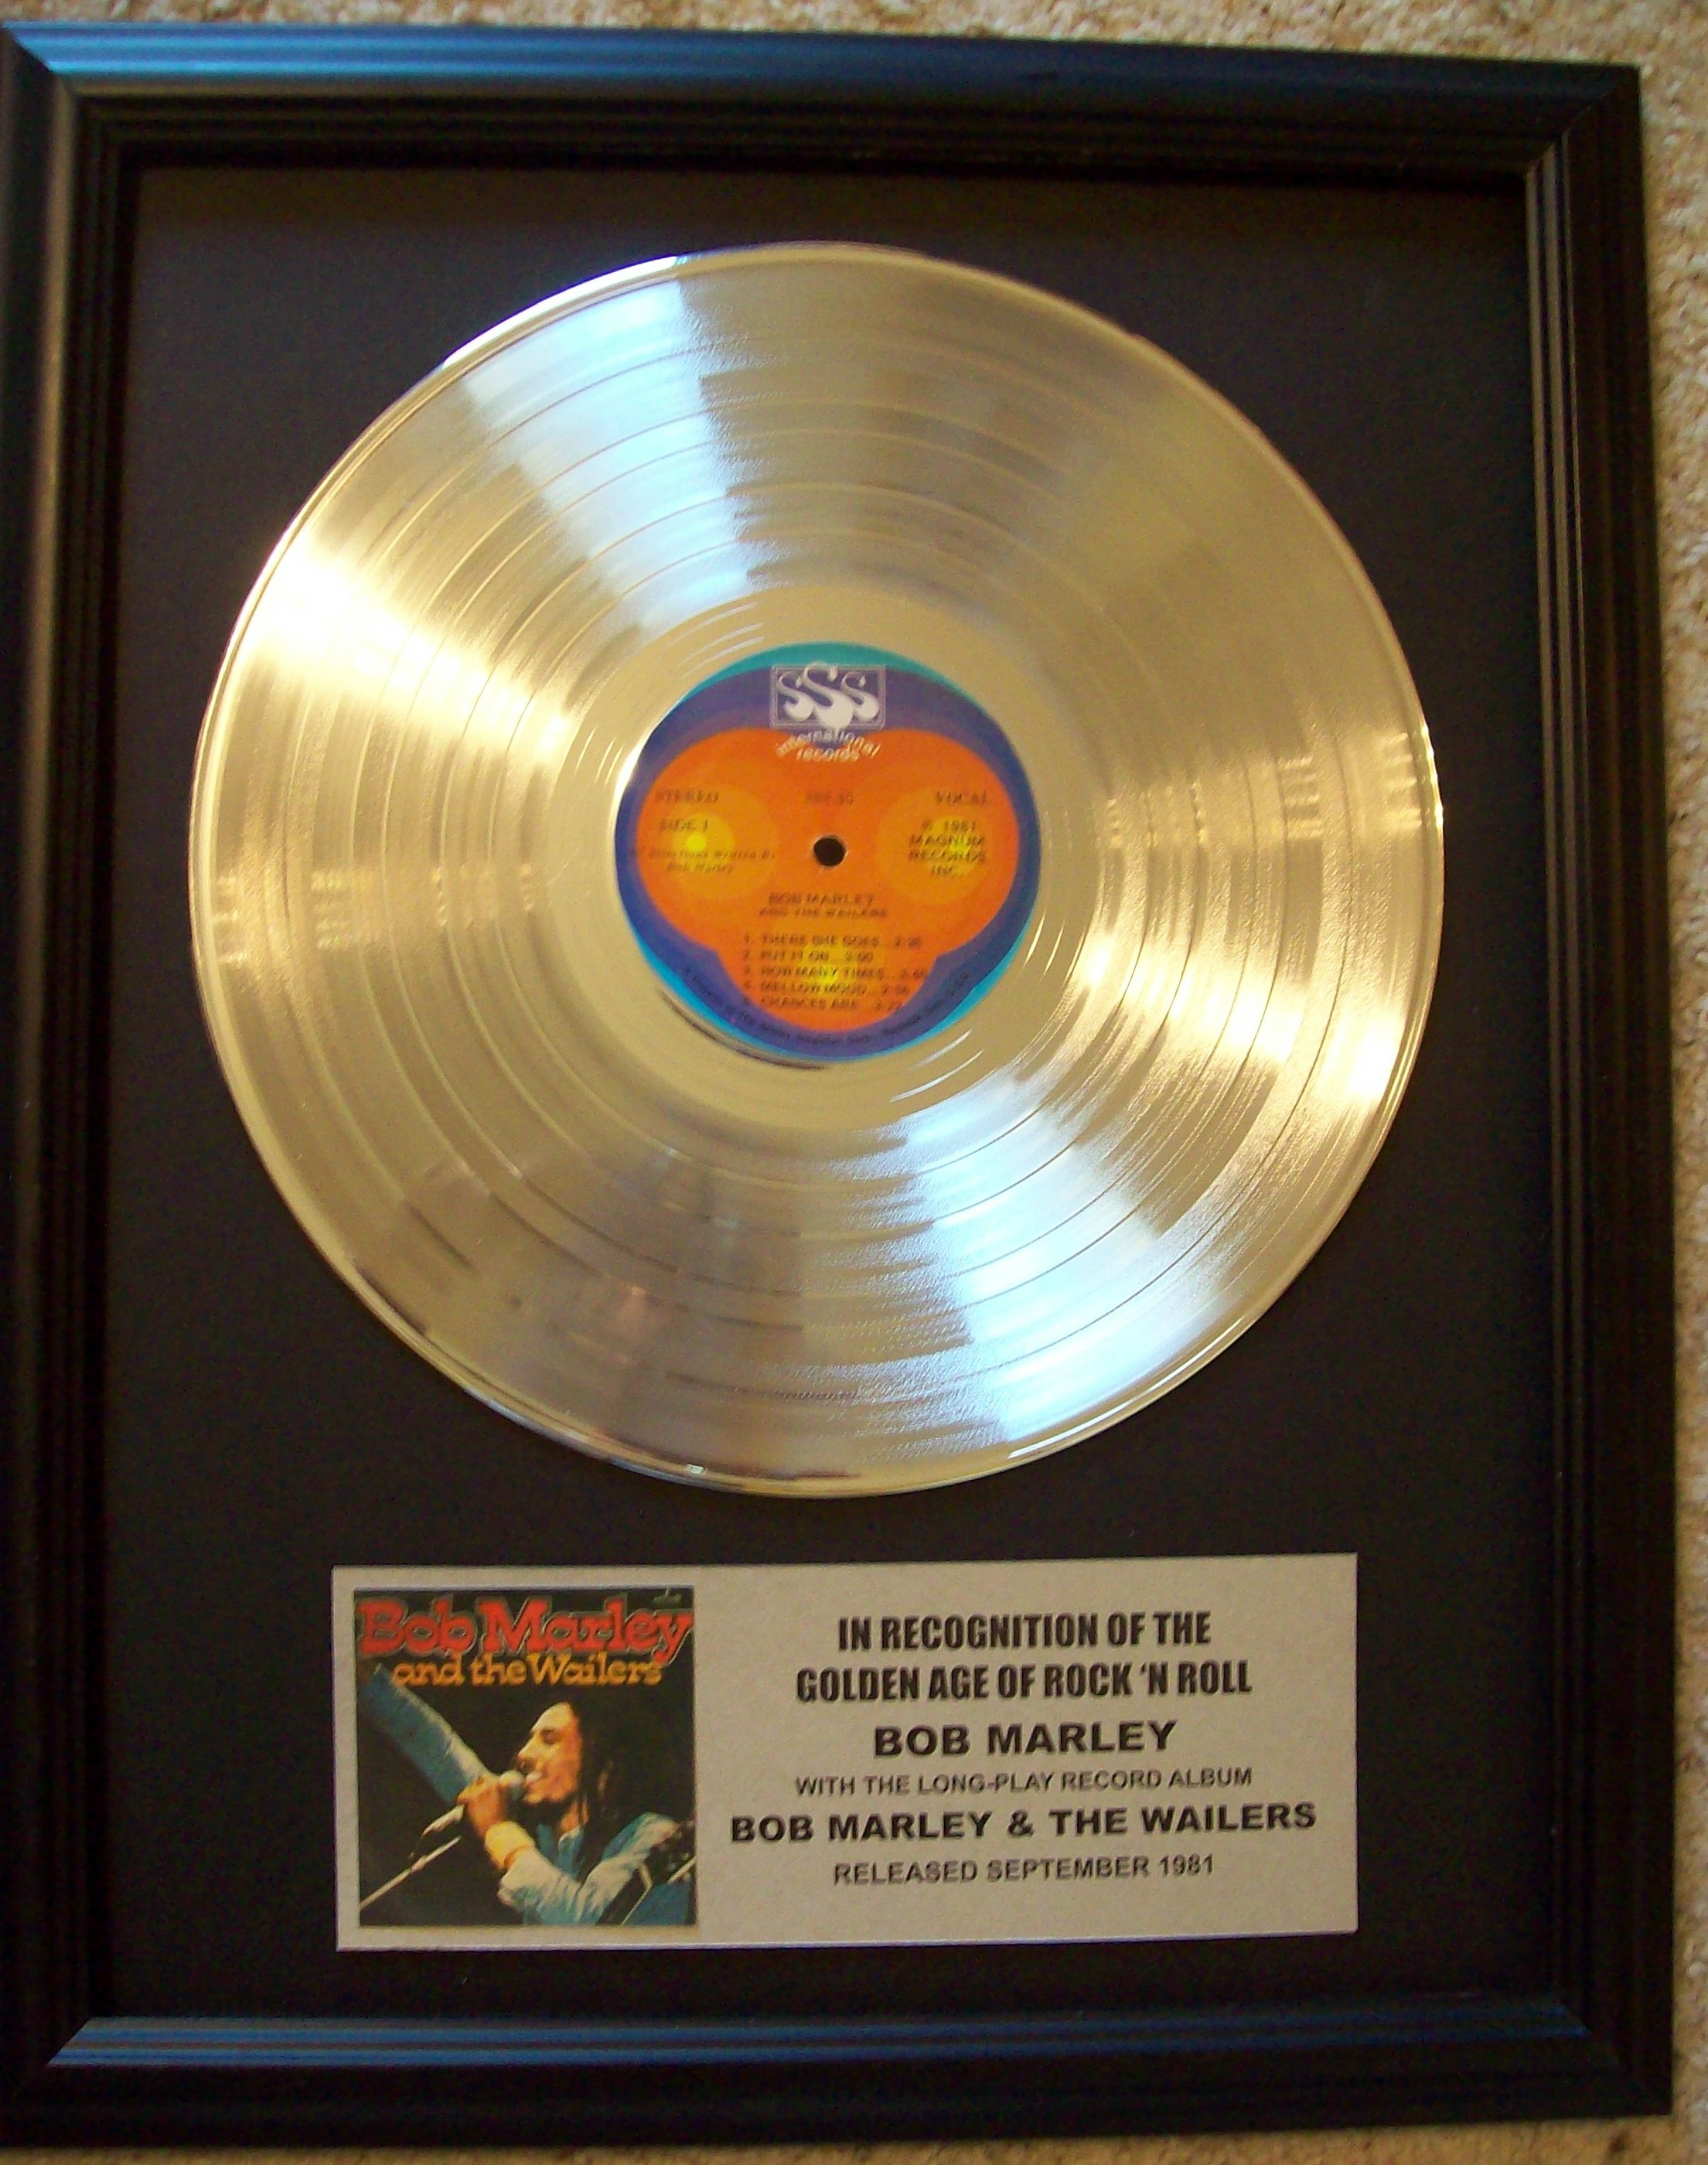 SSS
international
records
STEREO VOCAL
SIDE 1 ℗ 1981
MAGNUM
RECORDS
INC.
Bob Marley
BOB MARLEY
AND THE WAILERS
1. THERE SHE GOES...
2. PUT IT ON...
3. HOW MANY TIMES...
4. MELLOW MOOD...
5. CHANCES ARE...
Bob Marley
and the Wailers
IN RECOGNITION OF THE
GOLDEN AGE OF ROCK ‘N ROLL
BOB MARLEY
WITH THE LONG-PLAY RECORD ALBUM
BOB MARLEY & THE WAILERS
RELEASED SEPTEMBER 1981